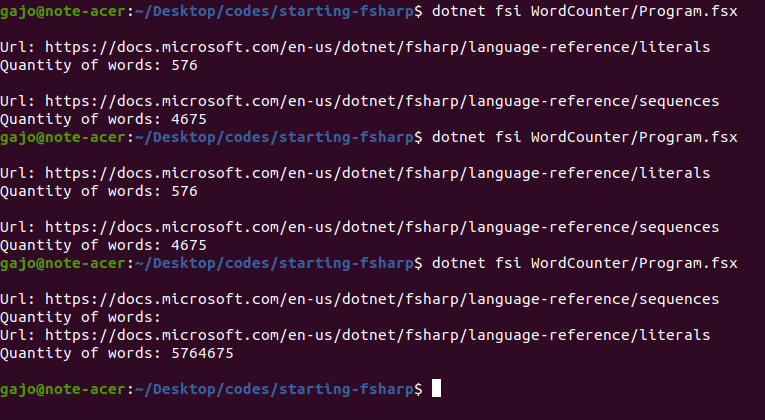 gajo@note-acer:~/Desktop/codes/starting-fsharp$ dotnet fsi WordCounter/Program.fsx
Url: https://docs.microsoft.com/en-us/dotnet/fsharp/language-reference/literals
Quantity of words: 576
Url: https://docs.microsoft.com/en-us/dotnet/fsharp/language-reference/sequences
Quantity of words: 4675
gajo@note-acer:~/Desktop/codes/starting-fsharp$ dotnet fsi WordCounter/Program.fsx
Url: https://docs.microsoft.com/en-us/dotnet/fsharp/language-reference/literals
Quantity of words: 576
Url: https://docs.microsoft.com/en-us/dotnet/fsharp/language-reference/sequences
Quantity of words: 4675
gajo@note-acer:~/Desktop/codes/starting-fsharp$ dotnet fsi WordCounter/Program.fsx
Url: https://docs.microsoft.com/en-us/dotnet/fsharp/language-reference/sequences
Quantity of words:
Url: https://docs.microsoft.com/en-us/dotnet/fsharp/language-reference/literals
Quantity of words: 5764675
gajo@note-acer:~/Desktop/codes/starting-fsharp$